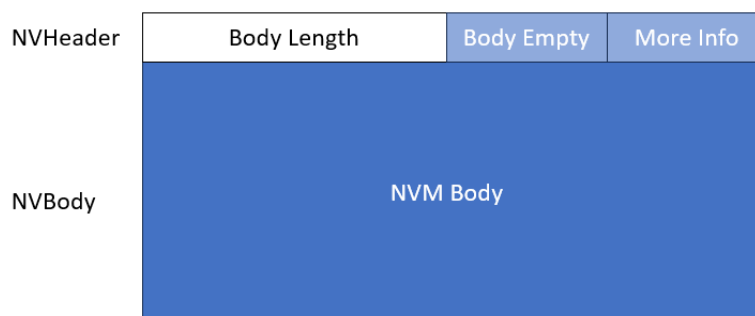 NVHeader
Body Length
Body Empty
More Info
NVBody
NVM Body